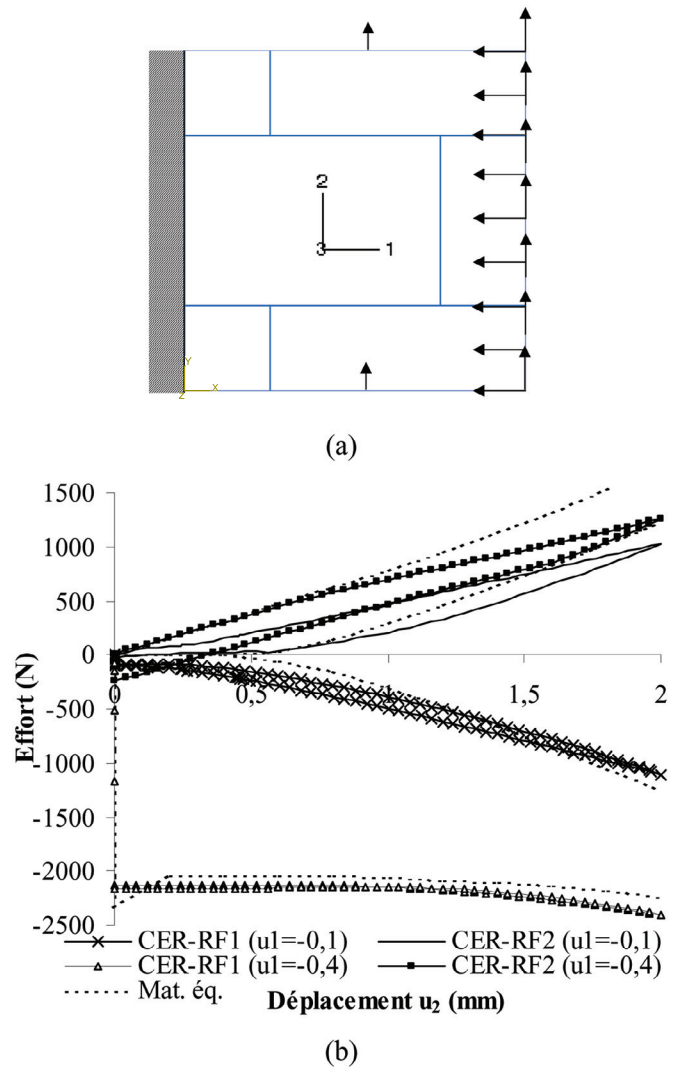 2
3
1
Y
X
Z
(a)
1500
1000
500
0
-500
-1000
-1500
-2000
-2500
0
0,5
1
1,5
2
Effort (N)
CER-RF1 (u1=-0,1)
CER-RF2 (u1=-0,1)
CER-RF1 (u1=-0,4)
CER-RF2 (u1=-0,4)
Mat. éq.
Déplacement u2 (mm)
(b)